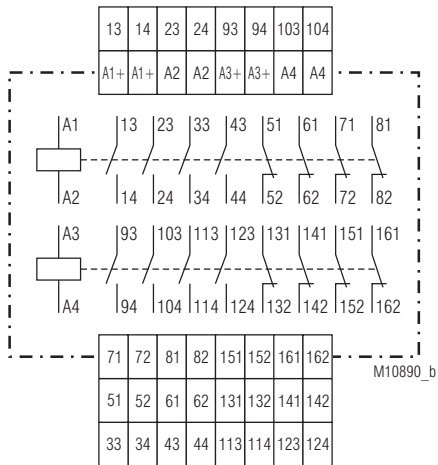 13 14 23 24 93 94 103 104
A1+ A1+ A2 A2 A3+ A3+ A4 A4
A1 13 23 33 43 51 61 71 81
A2 14 24 34 44 52 62 72 82
A3 93 103 113 123 131 141 151 161
A4 94 104 114 124 132 142 152 162
71 72 81 82 151 152 161 162
M10890_b
51 52 61 62 131 132 141 142
33 34 43 44 113 114 123 124